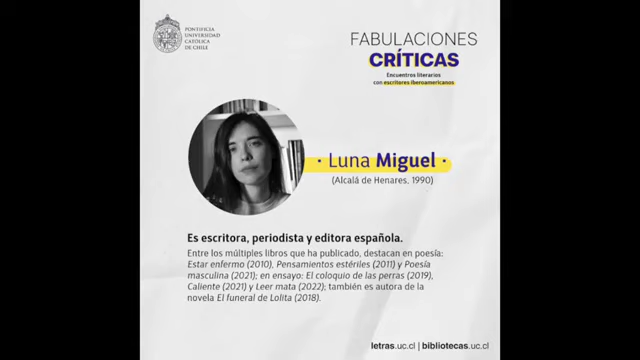 PONTIFICIA
UNIVERSIDAD
CATÓLICA
DE CHILE
FABULACIONES
CRÍTICAS
Encuentros literarios
con escritores iberoamericanos
· Luna Miguel ·
(Alcalá de Henares, 1990)
Es escritora, periodista y editora española.
Entre los múltiples libros que ha publicado, destacan en poesía:
Estar enfermo (2010), Pensamientos estériles (2011) y Poesía
masculina (2021); en ensayo: El coloquio de las perras (2019),
Caliente (2021) y Leer mata (2022); también es autora de la
novela El funeral de Lolita (2018).
letras.uc.cl | bibliotecas.uc.cl